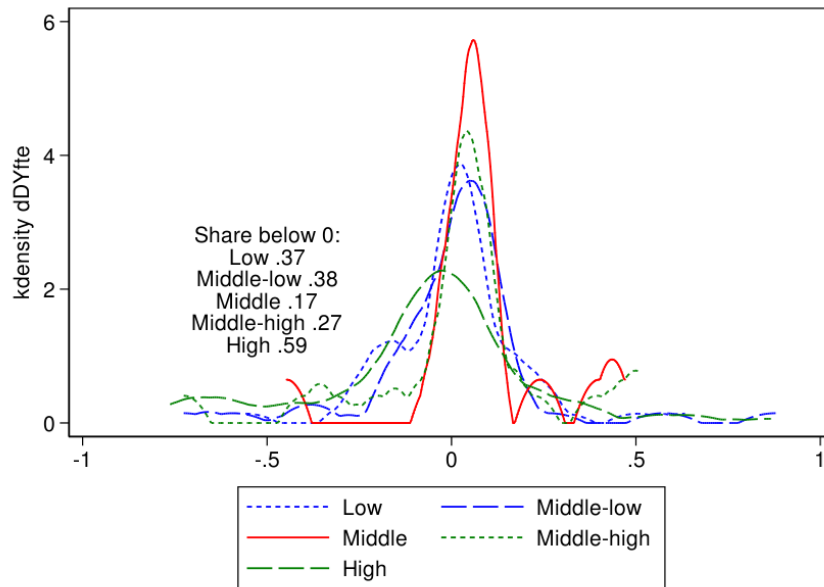 6
4
2
0
kdensity dDYfte
Share below 0:
Low .37
Middle-low .38
Middle .17
Middle-high .27
High .59
-1 -.5 0 .5 1
Low Middle-low
Middle Middle-high
High